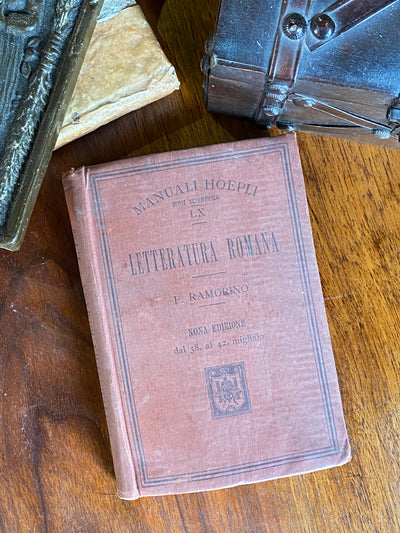 MANUALI HOEPLI
SERIE SCIENTIFICA
LX
LETTERATURA ROMANA
F. RAMORINO
NONA EDIZIONE
dal 38. al 42. migliaio